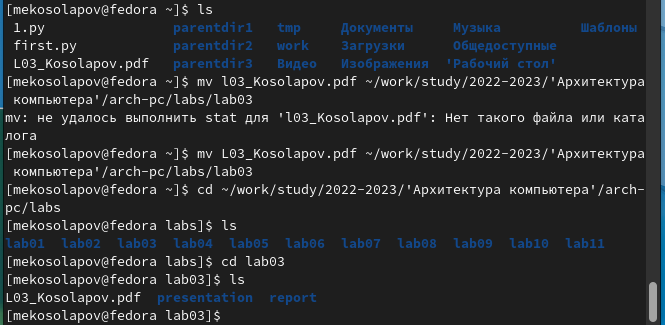 [mekosolapov@fedora ~]$ ls
1.py parentdir1 tmp Документы Музыка Шаблоны
first.py parentdir2 work Загрузки Общедоступные
L03_Kosolapov.pdf parentdir3 Видео Изображения 'Рабочий стол'
[mekosolapov@fedora ~]$ mv l03_Kosolapov.pdf ~/work/study/2022-2023/'Архитектура
компьютера'/arch-pc/labs/lab03
mv: не удалось выполнить stat для 'l03_Kosolapov.pdf': Нет такого файла или ката
лога
[mekosolapov@fedora ~]$ mv L03_Kosolapov.pdf ~/work/study/2022-2023/'Архитектура
компьютера'/arch-pc/labs/lab03
[mekosolapov@fedora ~]$ cd ~/work/study/2022-2023/'Архитектура компьютера'/arch-
pc/labs
[mekosolapov@fedora labs]$ ls
lab01 lab02 lab03 lab04 lab05 lab06 lab07 lab08 lab09 lab10 lab11
[mekosolapov@fedora labs]$ cd lab03
[mekosolapov@fedora lab03]$ ls
L03_Kosolapov.pdf presentation report
[mekosolapov@fedora lab03]$